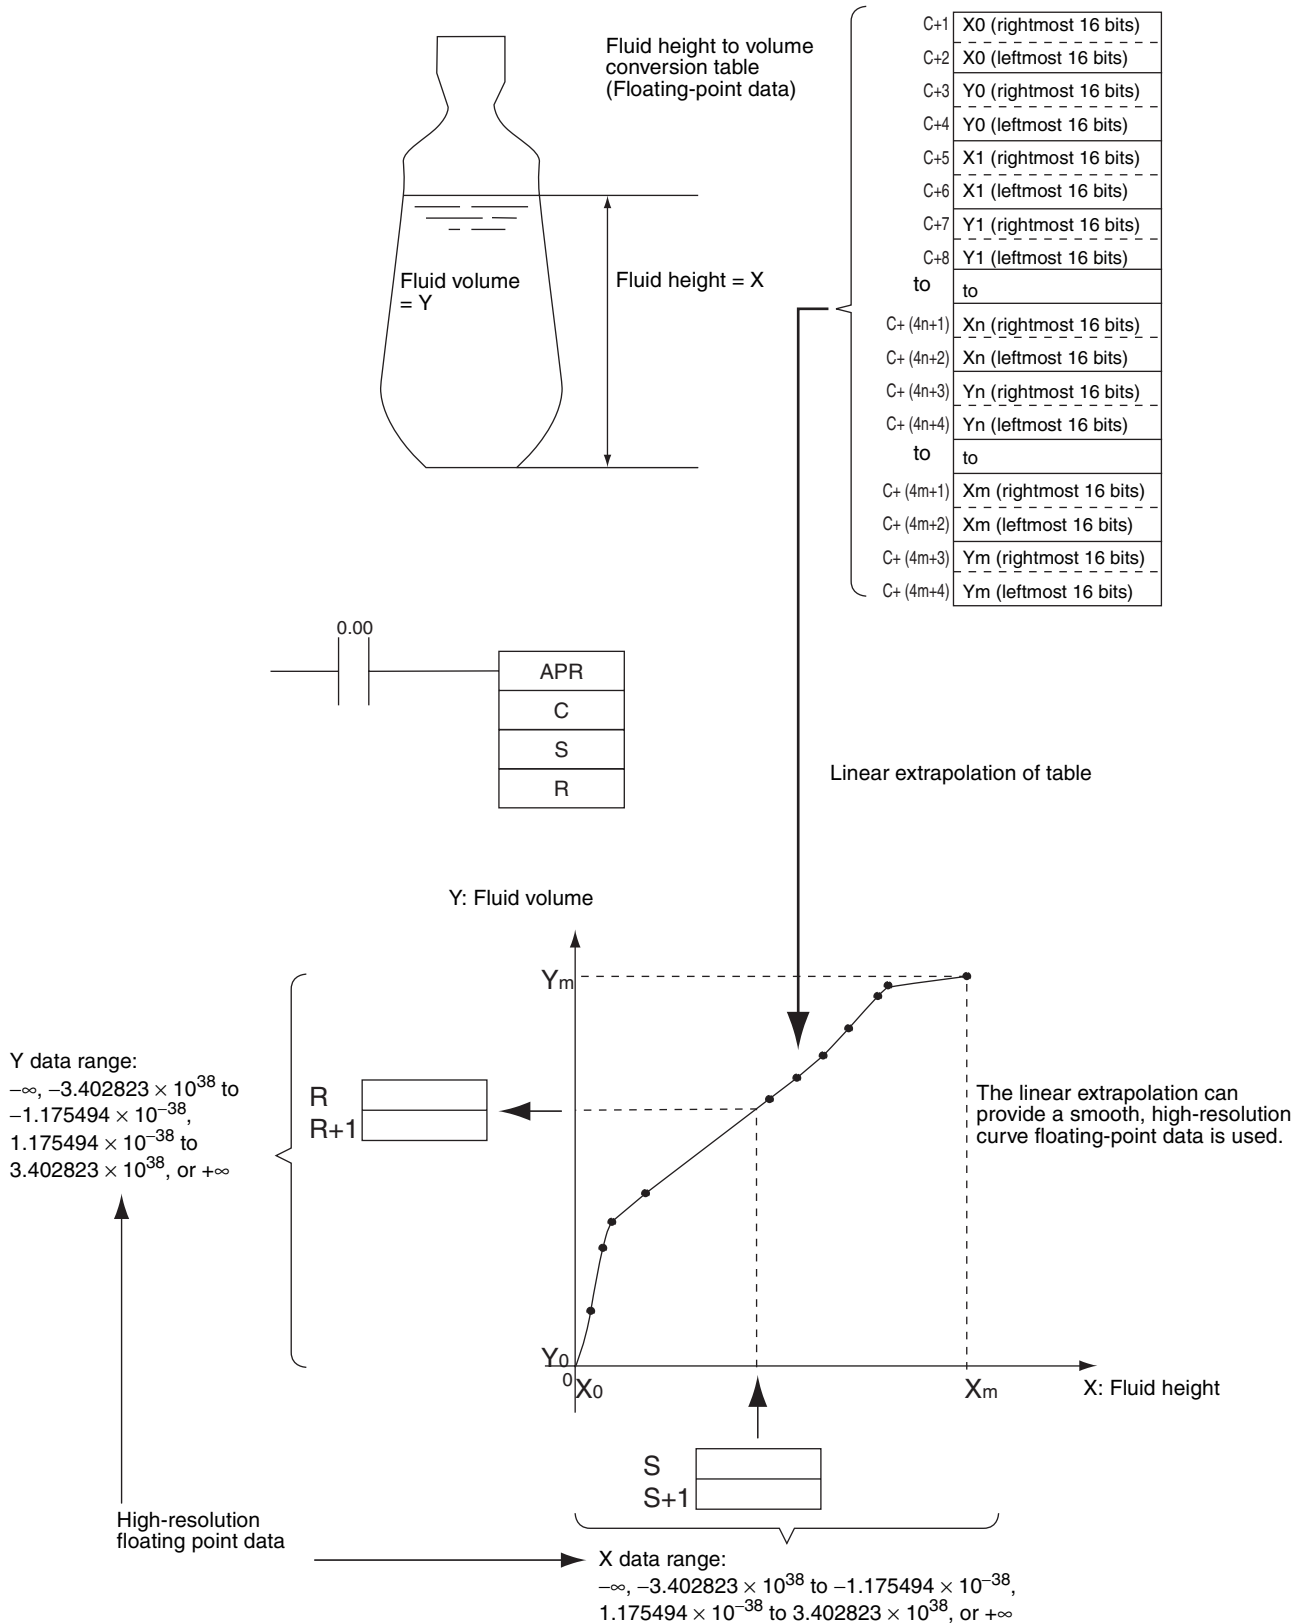 Fluid height to volume
conversion table
(Floating-point data)
C+1 X0 (rightmost 16 bits)
C+2 X0 (leftmost 16 bits)
C+3 Y0 (rightmost 16 bits)
C+4 Y0 (leftmost 16 bits)
C+5 X1 (rightmost 16 bits)
C+6 X1 (leftmost 16 bits)
C+7 Y1 (rightmost 16 bits)
C+8 Y1 (leftmost 16 bits)
to to
C+ (4n+1) Xn (rightmost 16 bits)
C+ (4n+2) Xn (leftmost 16 bits)
C+ (4n+3) Yn (rightmost 16 bits)
C+ (4n+4) Yn (leftmost 16 bits)
to to
C+ (4m+1) Xm (rightmost 16 bits)
C+ (4m+2) Xm (leftmost 16 bits)
C+ (4m+3) Ym (rightmost 16 bits)
C+ (4m+4) Ym (leftmost 16 bits)
Fluid volume
= Y
Fluid height = X
0.00
APR
C
S
R
Linear extrapolation of table
Y: Fluid volume
Ym
Y data range:
−∞, −3.402823 × 10³⁸ to
−1.175494 × 10⁻³⁸,
1.175494 × 10⁻³⁸ to
3.402823 × 10³⁸, or +∞
R
R+1
The linear extrapolation can
provide a smooth, high-resolution
curve floating-point data is used.
Y0
0
X0
Xm
X: Fluid height
S
S+1
High-resolution
floating point data
X data range:
−∞, −3.402823 × 10³⁸ to −1.175494 × 10⁻³⁸,
1.175494 × 10⁻³⁸ to 3.402823 × 10³⁸, or +∞